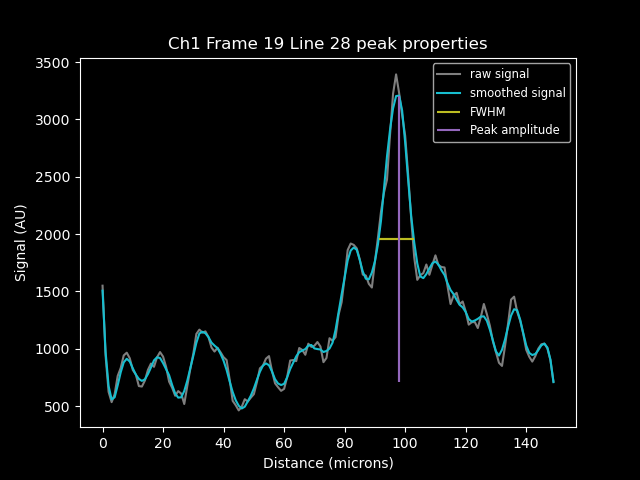 Ch1 Frame 19 Line 28 peak properties
raw signal
smoothed signal
FWHM
Peak amplitude
Signal (AU)
3500
3000
2500
2000
1500
1000
500
0 20 40 60 80 100 120 140
Distance (microns)